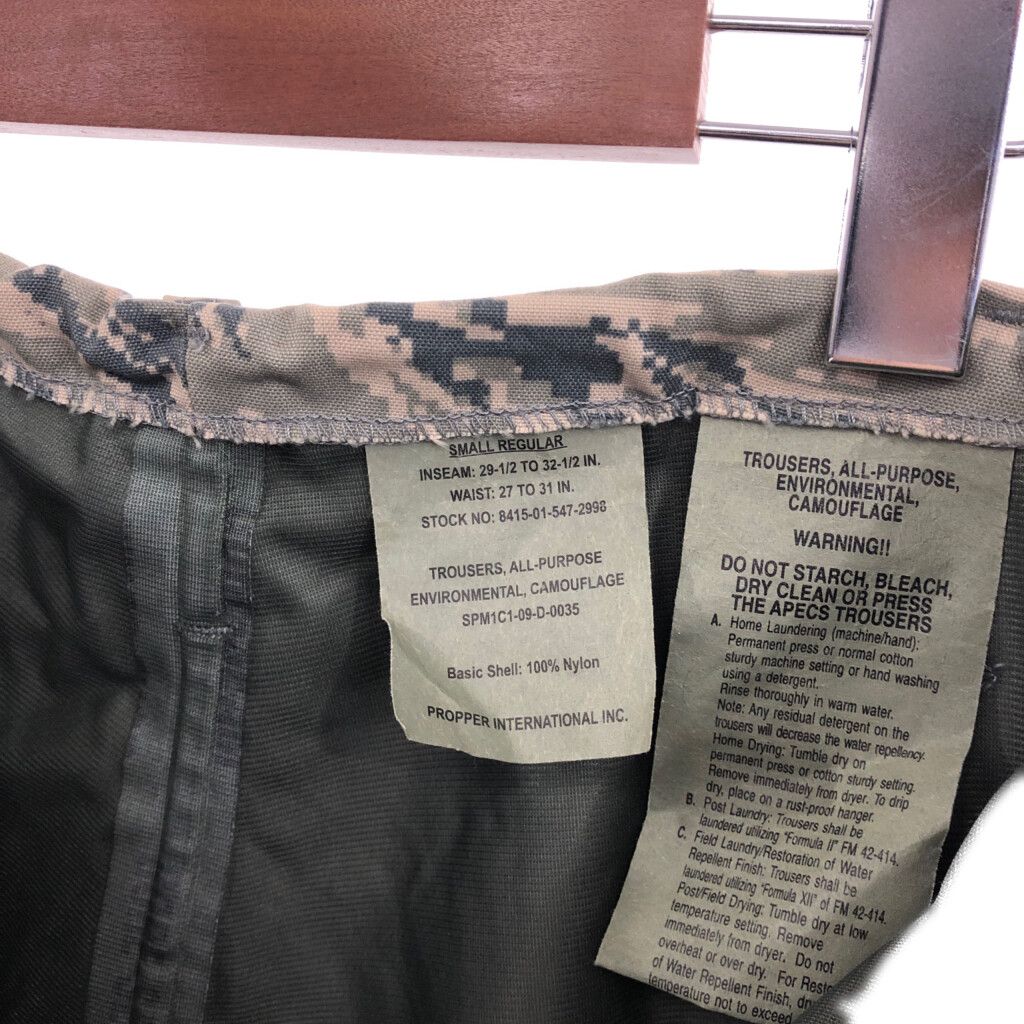 SMALL REGULAR
INSEAM: 29-1/2 TO 32-1/2 IN.
WAIST: 27 TO 31 IN.
STOCK NO: 8415-01-547-2998
TROUSERS, ALL-PURPOSE
ENVIRONMENTAL, CAMOUFLAGE
SPM1C1-09-D-0035
Basic Shell: 100% Nylon
PROPPER INTERNATIONAL INC.
TROUSERS, ALL-PURPOSE,
ENVIRONMENTAL,
CAMOUFLAGE
WARNING!!
DO NOT STARCH, BLEACH,
DRY CLEAN OR PRESS
THE APECS TROUSERS
A. Home Laundering (machine/hand):
Permanent press or normal cotton
sturdy machine setting or hand washing
using a detergent.
Rinse thoroughly in warm water.
Note: Any residual detergent on the
trousers will decrease the water repellency.
Home Drying: Tumble dry on
permanent press or cotton sturdy setting.
Remove immediately from dryer. To drip
dry, place on a rust-proof hanger.
B. Post Laundry: Trousers shall be
laundered utilizing "Formula II" FM 42-414.
C. Field Laundry/Restoration of Water
Repellent Finish: Trousers shall be
laundered utilizing "Formula XII" of FM 42-414.
Post/Field Drying: Tumble dry at low
temperature setting. Remove
immediately from dryer. Do not
overheat or over dry. For
of Water Repellent Finish,
temperature not to exceed